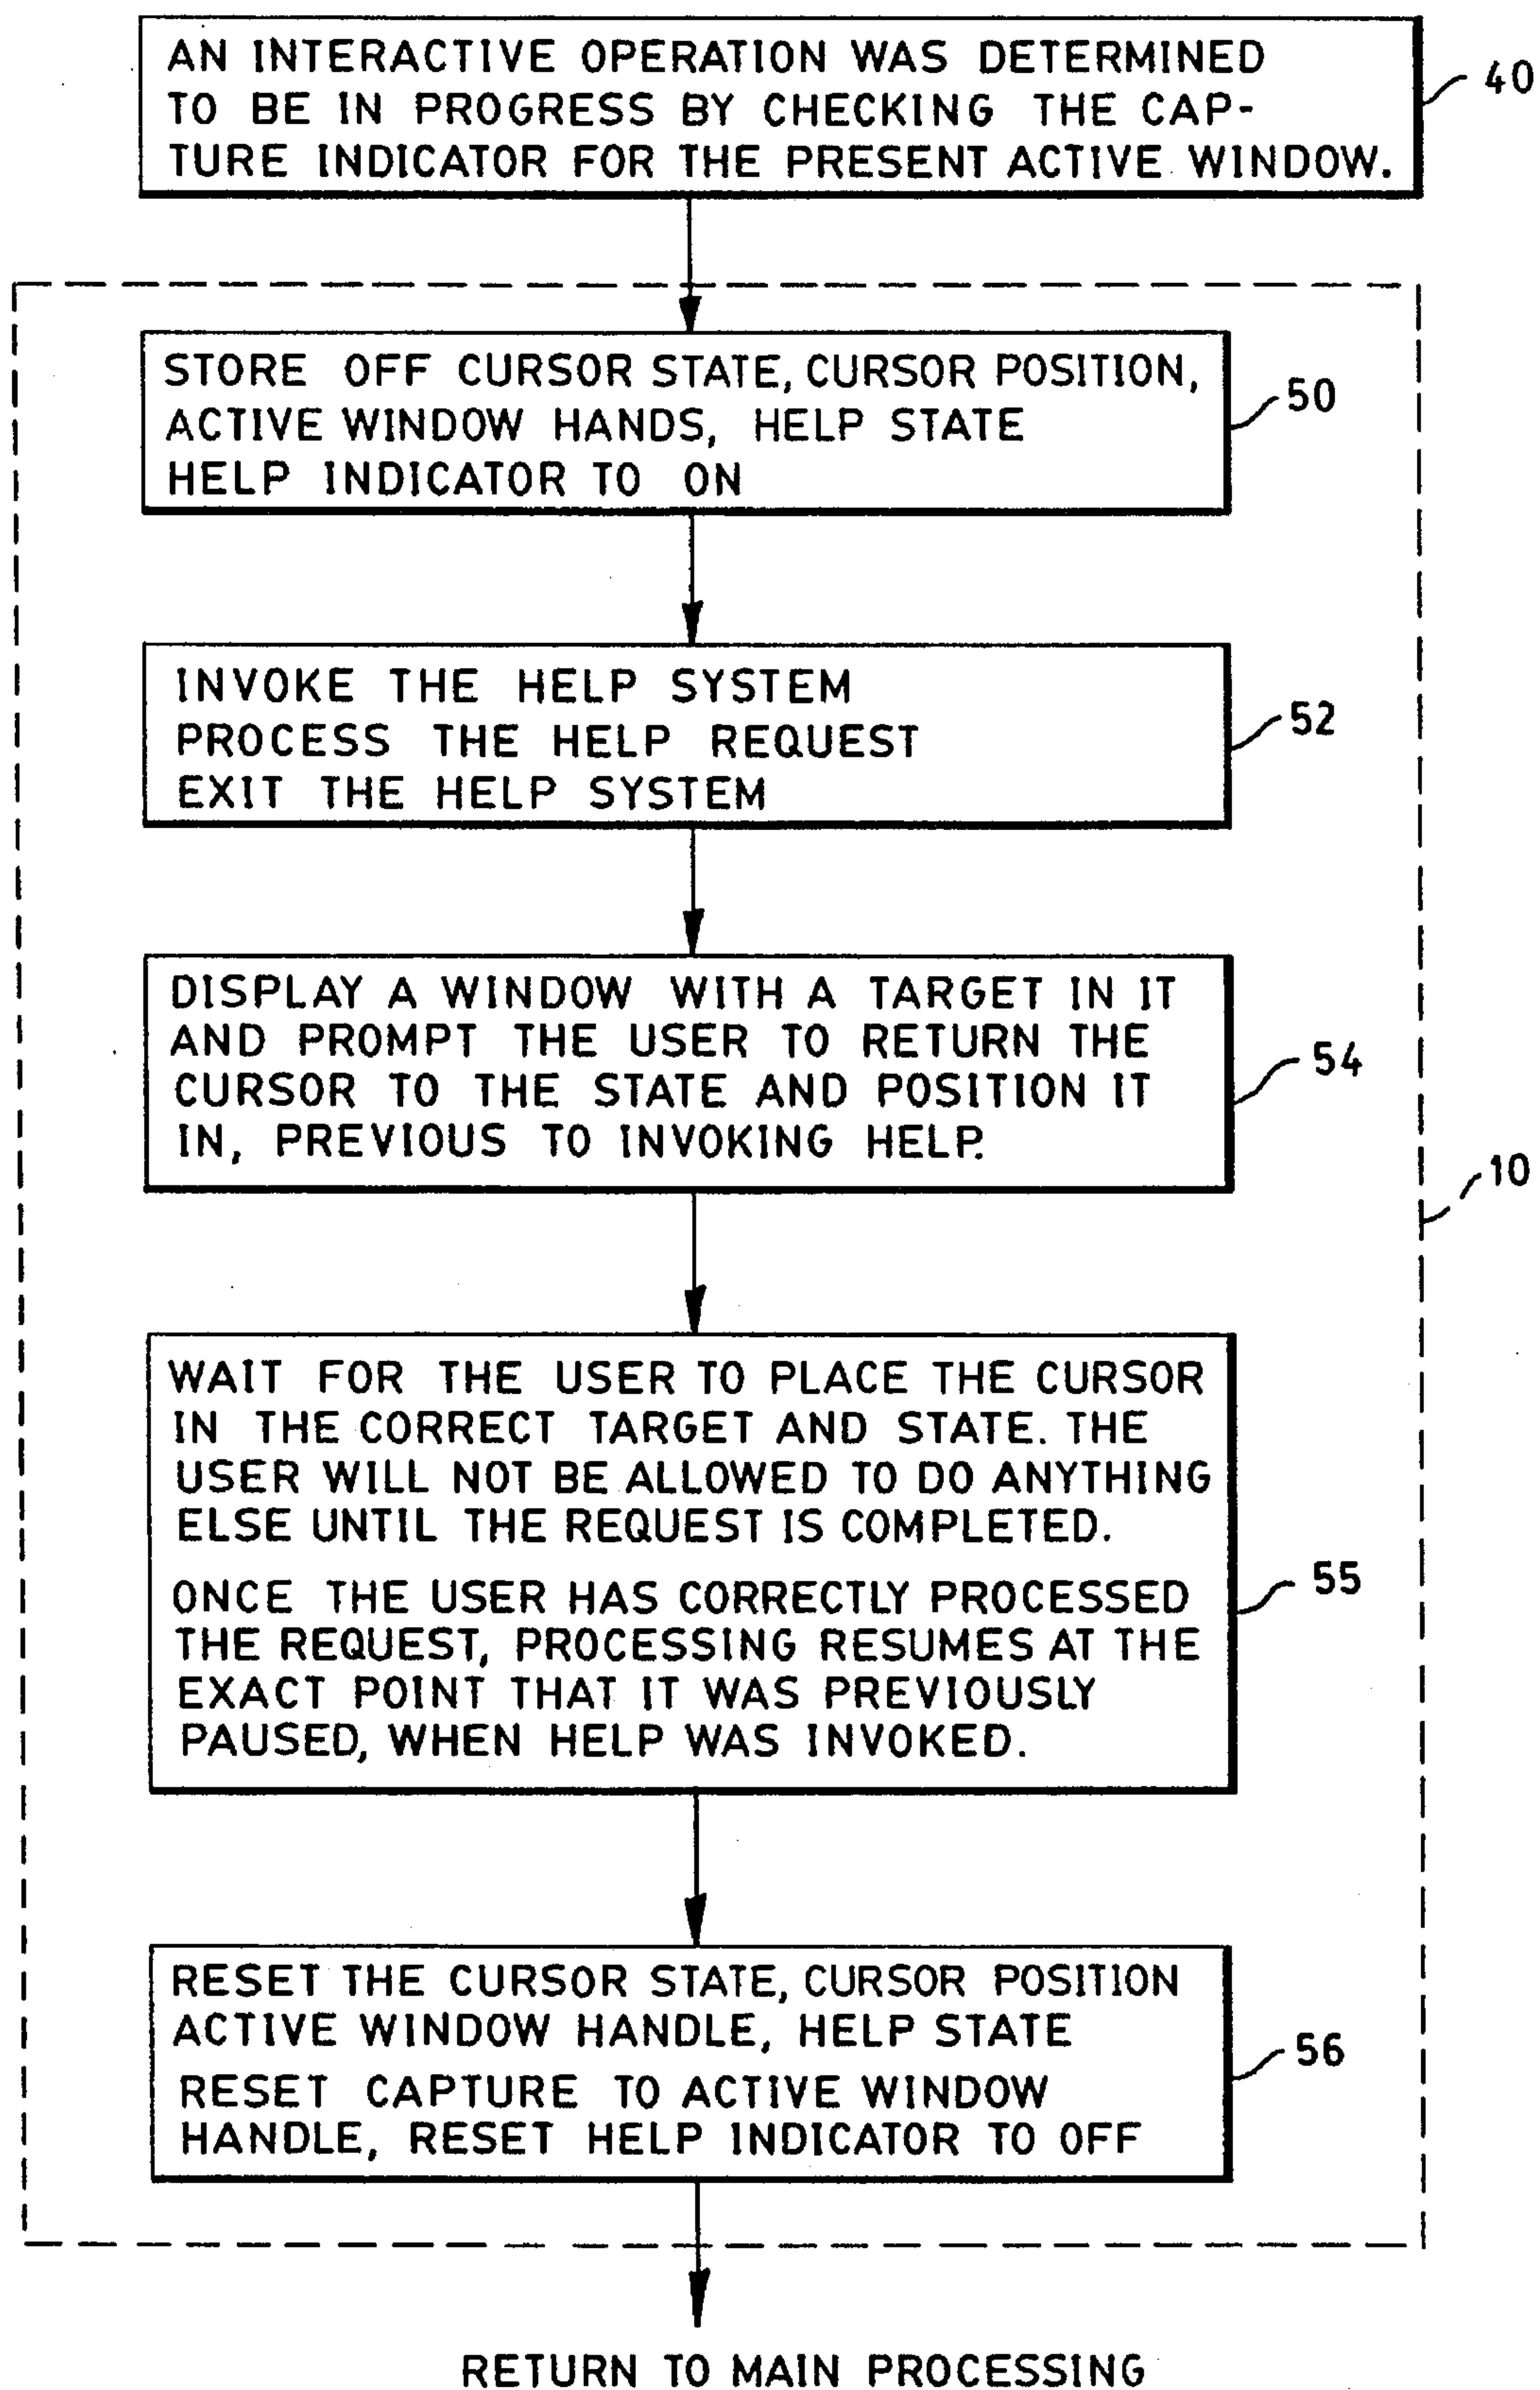 AN INTERACTIVE OPERATION WAS DETERMINED
TO BE IN PROGRESS BY CHECKING THE CAP-
TURE INDICATOR FOR THE PRESENT ACTIVE WINDOW.
40
STORE OFF CURSOR STATE, CURSOR POSITION,
ACTIVE WINDOW HANDS, HELP STATE
HELP INDICATOR TO ON
50
INVOKE THE HELP SYSTEM
PROCESS THE HELP REQUEST
EXIT THE HELP SYSTEM
52
DISPLAY A WINDOW WITH A TARGET IN IT
AND PROMPT THE USER TO RETURN THE
CURSOR TO THE STATE AND POSITION IT
IN, PREVIOUS TO INVOKING HELP.
54
10
WAIT FOR THE USER TO PLACE THE CURSOR
IN THE CORRECT TARGET AND STATE. THE
USER WILL NOT BE ALLOWED TO DO ANYTHING
ELSE UNTIL THE REQUEST IS COMPLETED.
ONCE THE USER HAS CORRECTLY PROCESSED
THE REQUEST, PROCESSING RESUMES AT THE
EXACT POINT THAT IT WAS PREVIOUSLY
PAUSED, WHEN HELP WAS INVOKED.
55
RESET THE CURSOR STATE, CURSOR POSITION
ACTIVE WINDOW HANDLE, HELP STATE
RESET CAPTURE TO ACTIVE WINDOW
HANDLE, RESET HELP INDICATOR TO OFF
56
RETURN TO MAIN PROCESSING